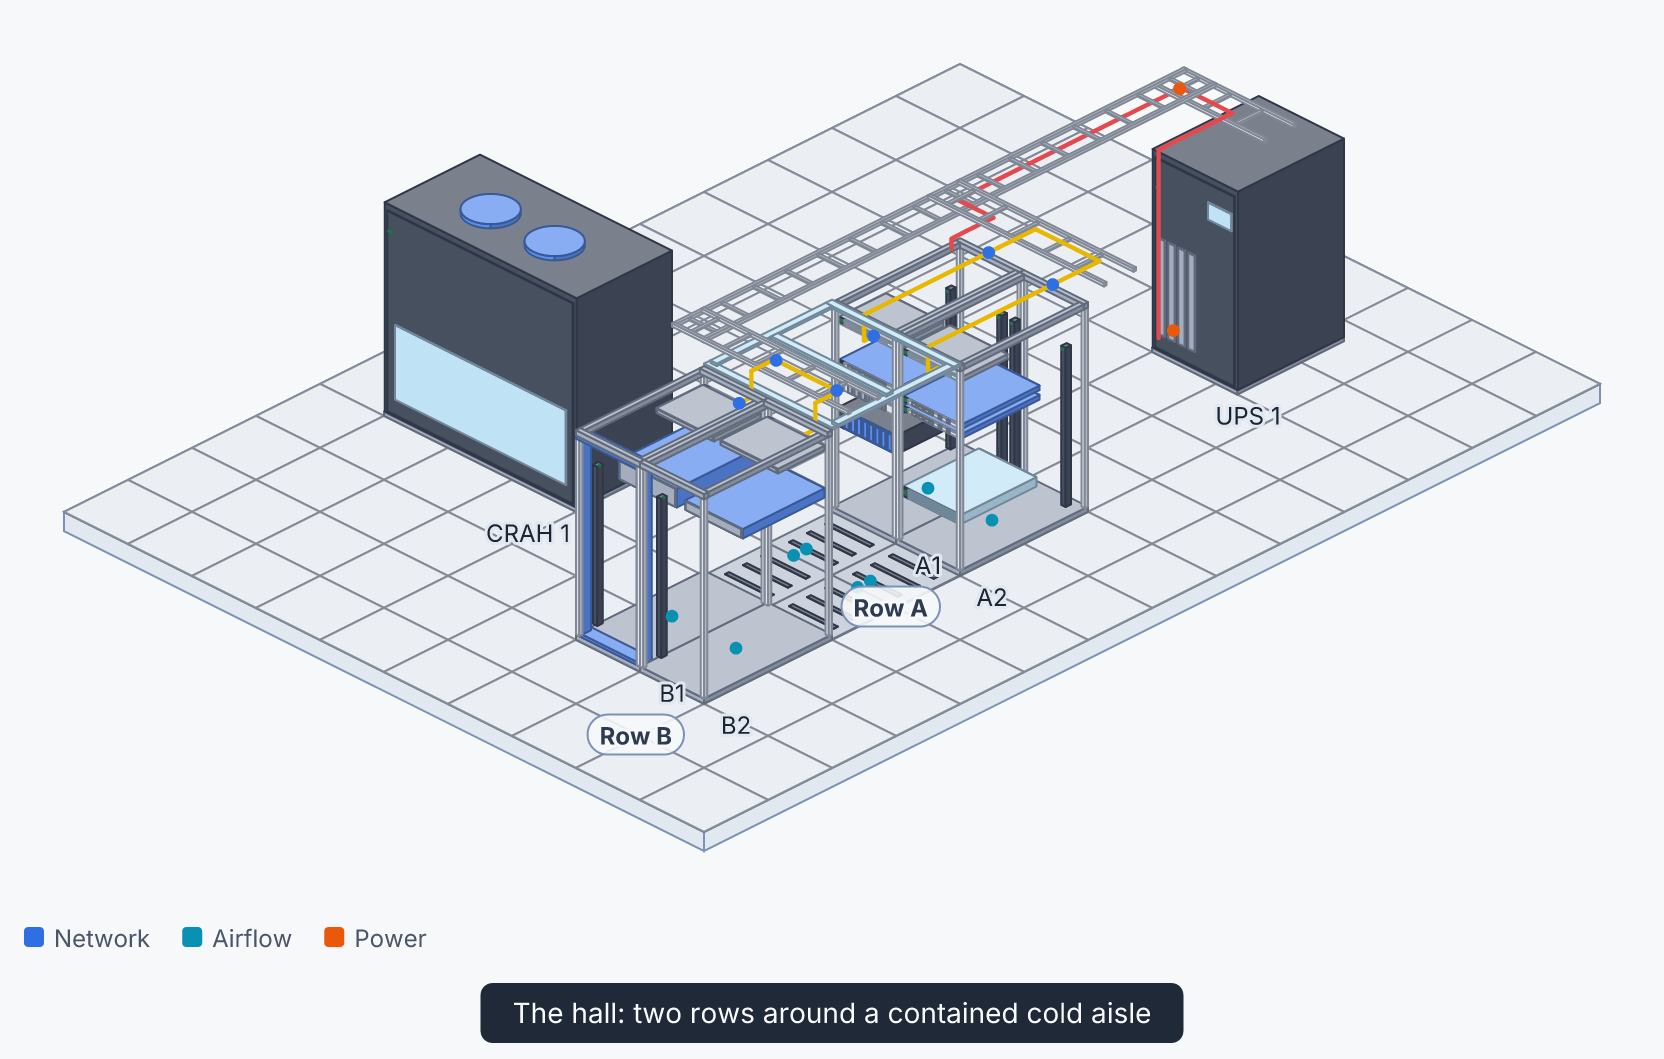 UPS 1
CRAH 1
A1
Row A
A2
B1
B2
Row B
Network
Airflow
Power
The hall: two rows around a contained cold aisle